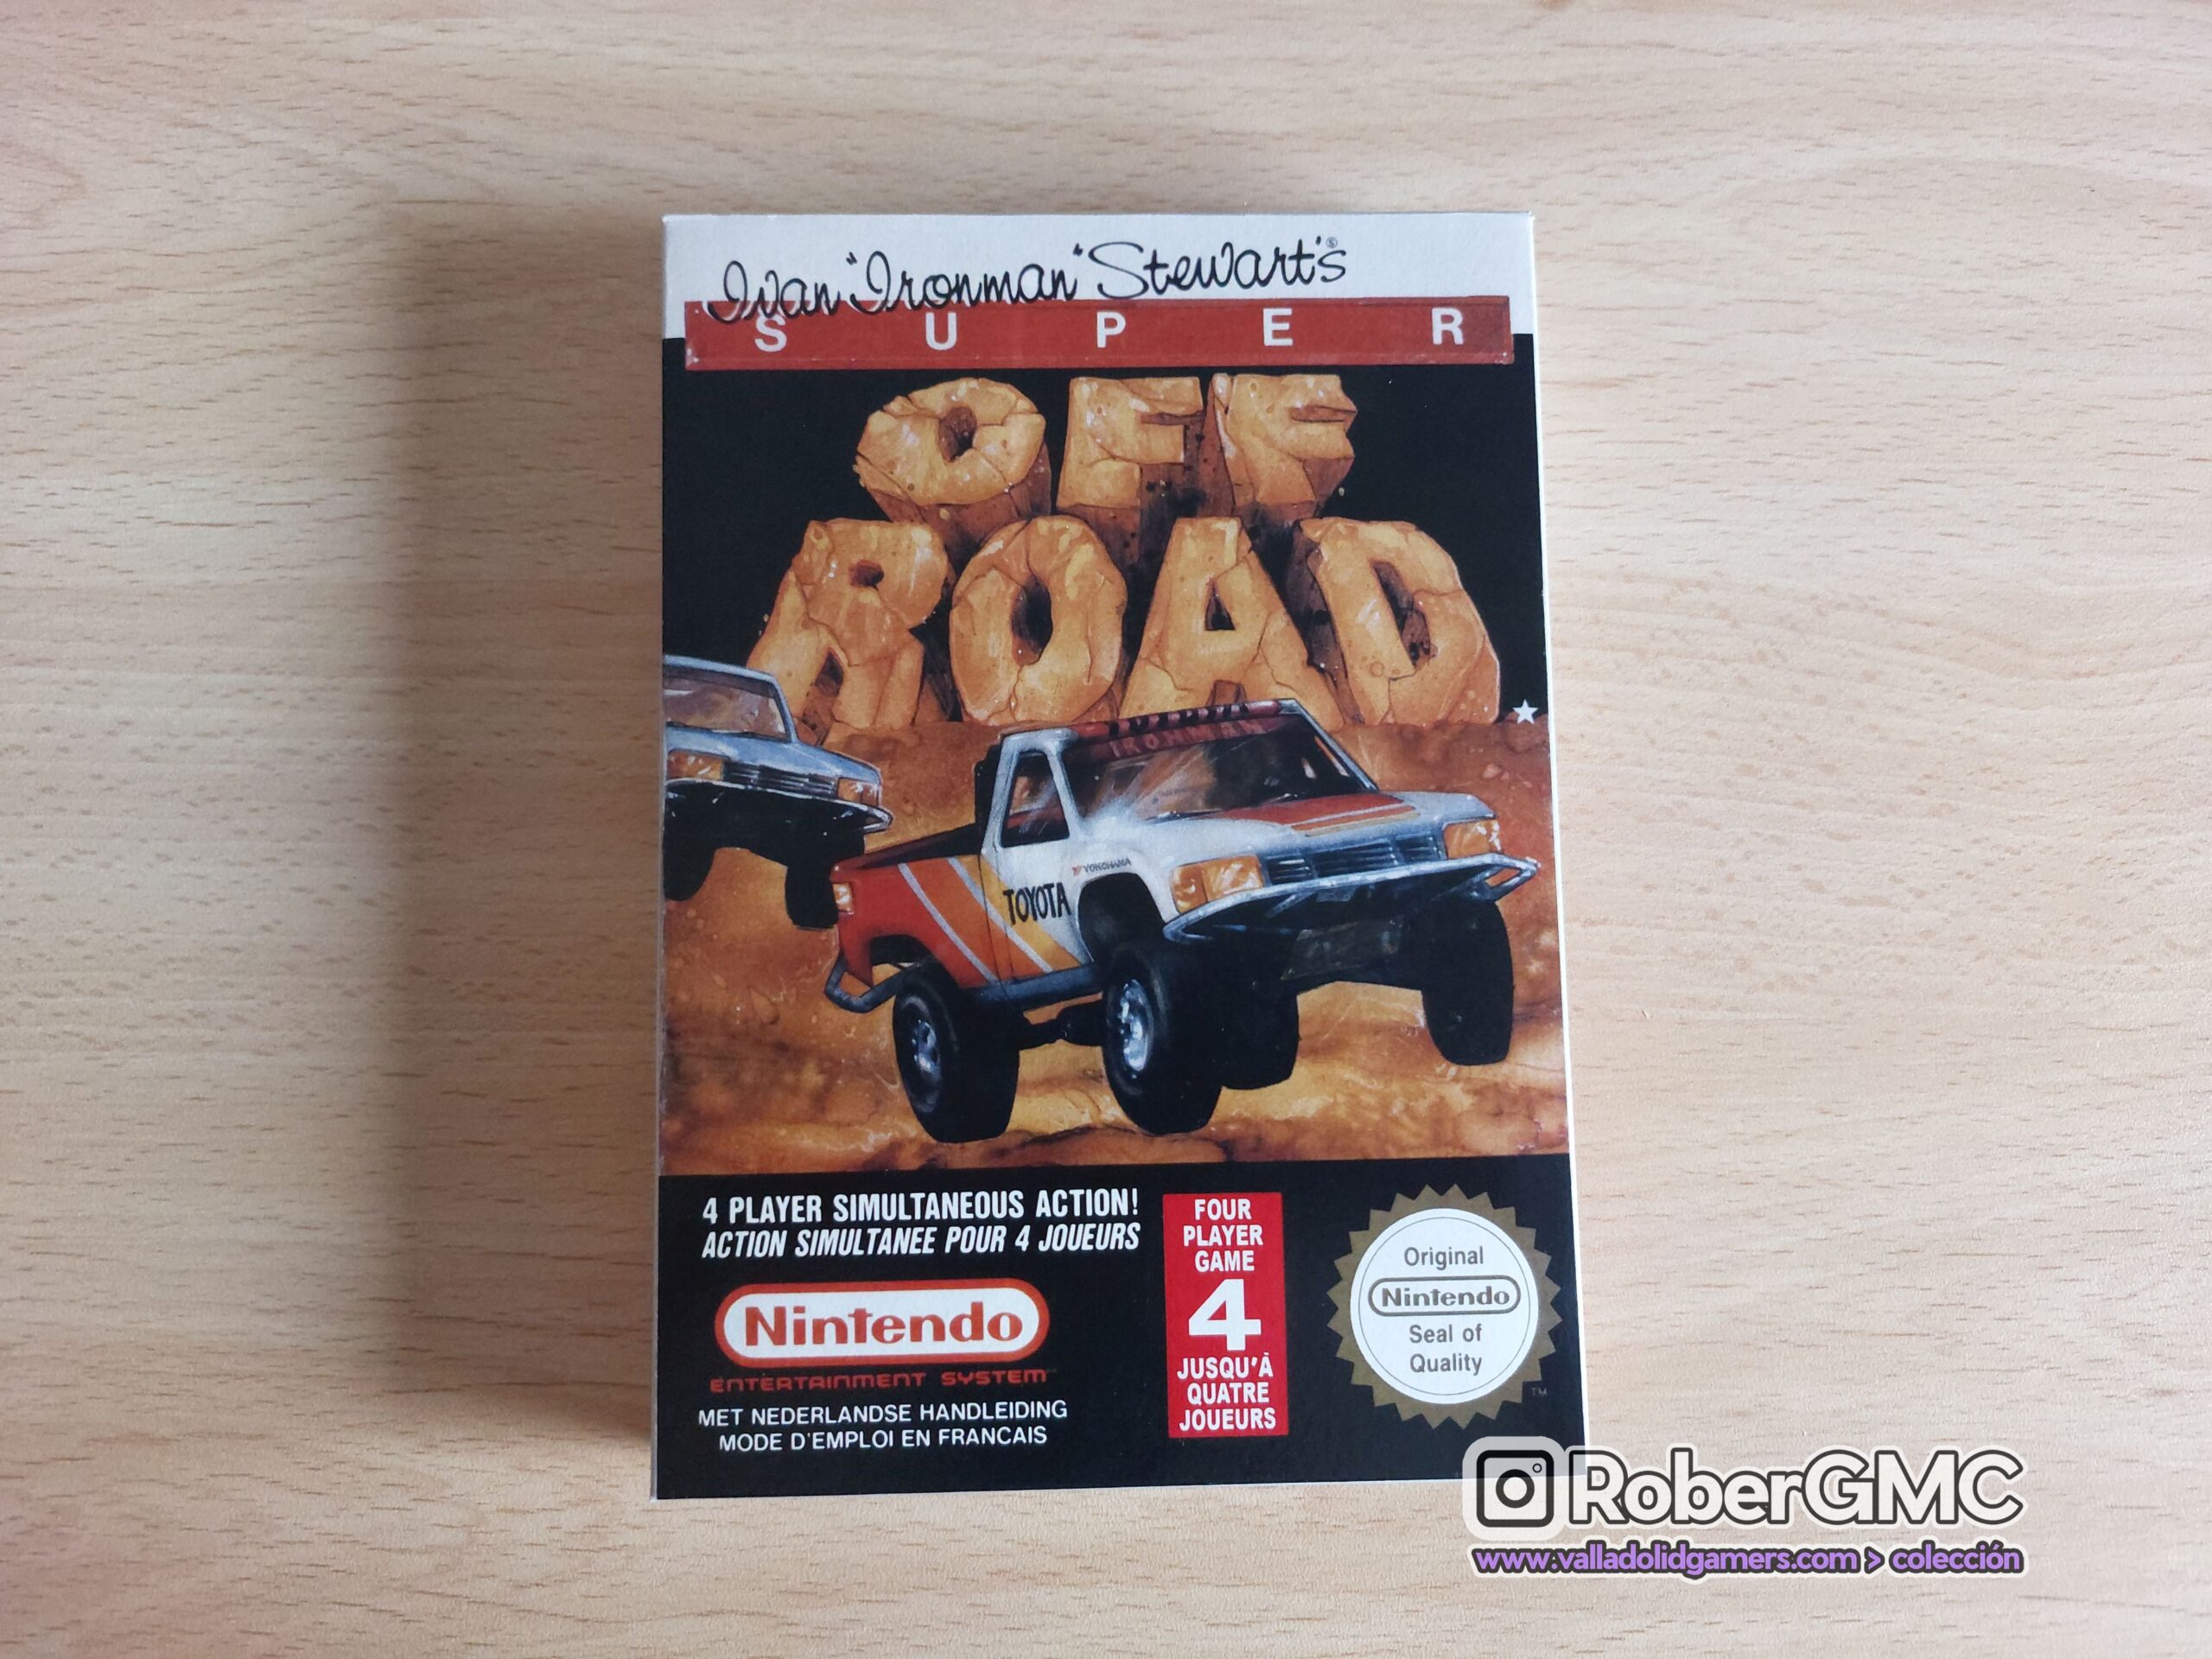 Ivan "Ironman" Stewart's
SUPER
OFF
ROAD
IRONMAN
YOKOHAMA
TOYOTA
4 PLAYER SIMULTANEOUS ACTION!
ACTION SIMULTANEE POUR 4 JOUEURS
Nintendo
ENTERTAINMENT SYSTEM
MET NEDERLANDSE HANDLEIDING
MODE D'EMPLOI EN FRANCAIS
FOUR
PLAYER
GAME
4
JUSQU'À
QUATRE
JOUEURS
Original
Nintendo
Seal of
Quality
TM
RoberGMC
www.valladolidgamers.com > colección